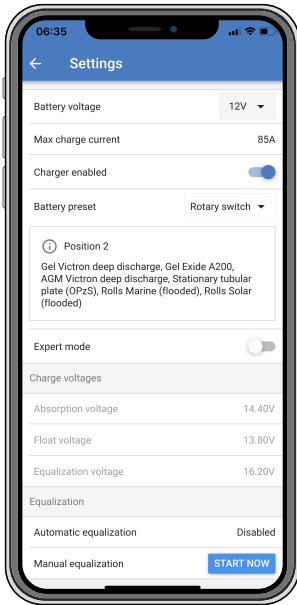 06:35
Settings
Battery voltage 12V
Max charge current 85A
Charger enabled
Battery preset Rotary switch
Position 2
Gel Victron deep discharge, Gel Exide A200,
AGM Victron deep discharge, Stationary tubular
plate (OPzS), Rolls Marine (flooded), Rolls Solar
(flooded)
Expert mode
Charge voltages
Absorption voltage 14.40V
Float voltage 13.80V
Equalization voltage 16.20V
Equalization
Automatic equalization Disabled
Manual equalization START NOW